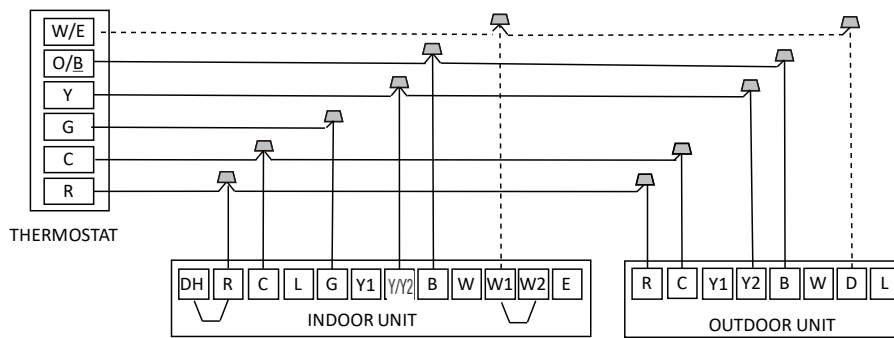 W/E
O/B
Y
G
C
R
THERMOSTAT
DH R C L G Y1 Y/Y2 B W W1 W2 E
INDOOR UNIT
R C Y1 Y2 B W D L
OUTDOOR UNIT